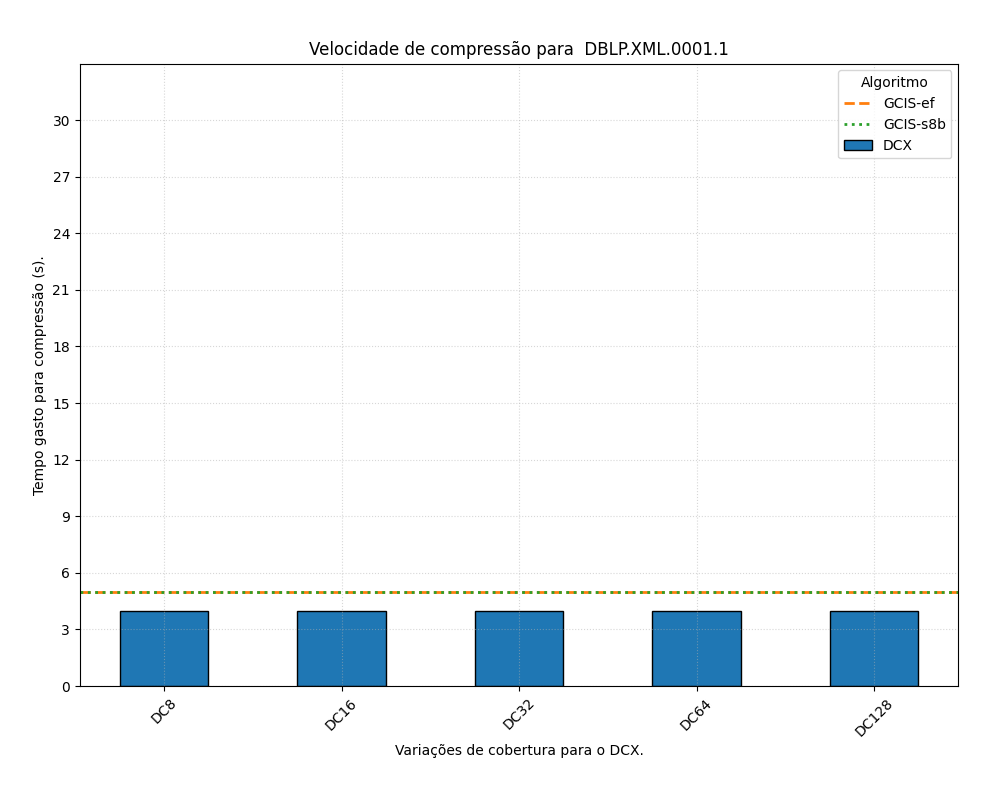 Velocidade de compressão para  DBLP.XML.0001.1
Algoritmo
GCIS-ef
GCIS-s8b
DCX
Tempo gasto para compressão (s).
30
27
24
21
18
15
12
9
6
3
0
DC8
DC16
DC32
DC64
DC128
Variações de cobertura para o DCX.